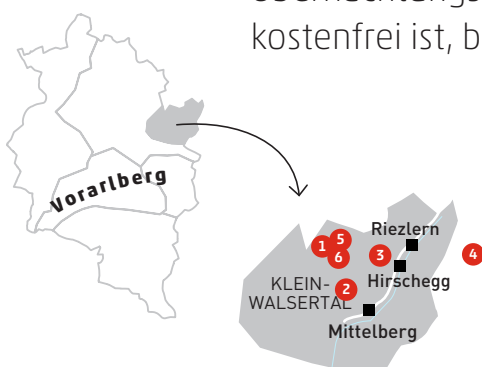 kostenfrei ist, b
Vorarlberg
Riezlern
1
5
6
3
4
KLEIN-
WALSERTAL
2
Hirschegg
Mittelberg